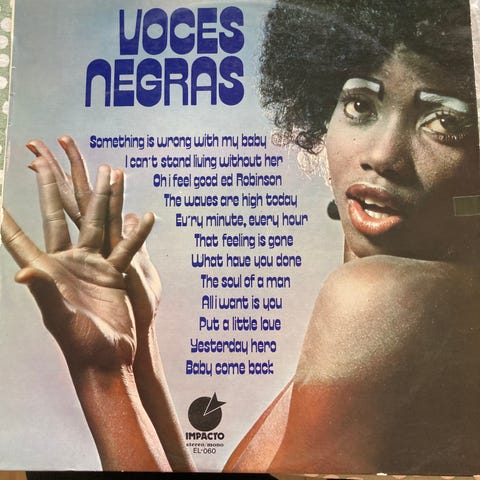 VOCES
NEGRAS
Something is wrong with my baby
I can't stand living without her
Oh i feel good ed Robinson
The waves are high today
Ev'ry minute, every hour
That feeling is gone
What have you done
The soul of a man
All i want is you
Put a little love
Yesterday hero
Baby come back
IMPACTO
stereo/mono
EL-060